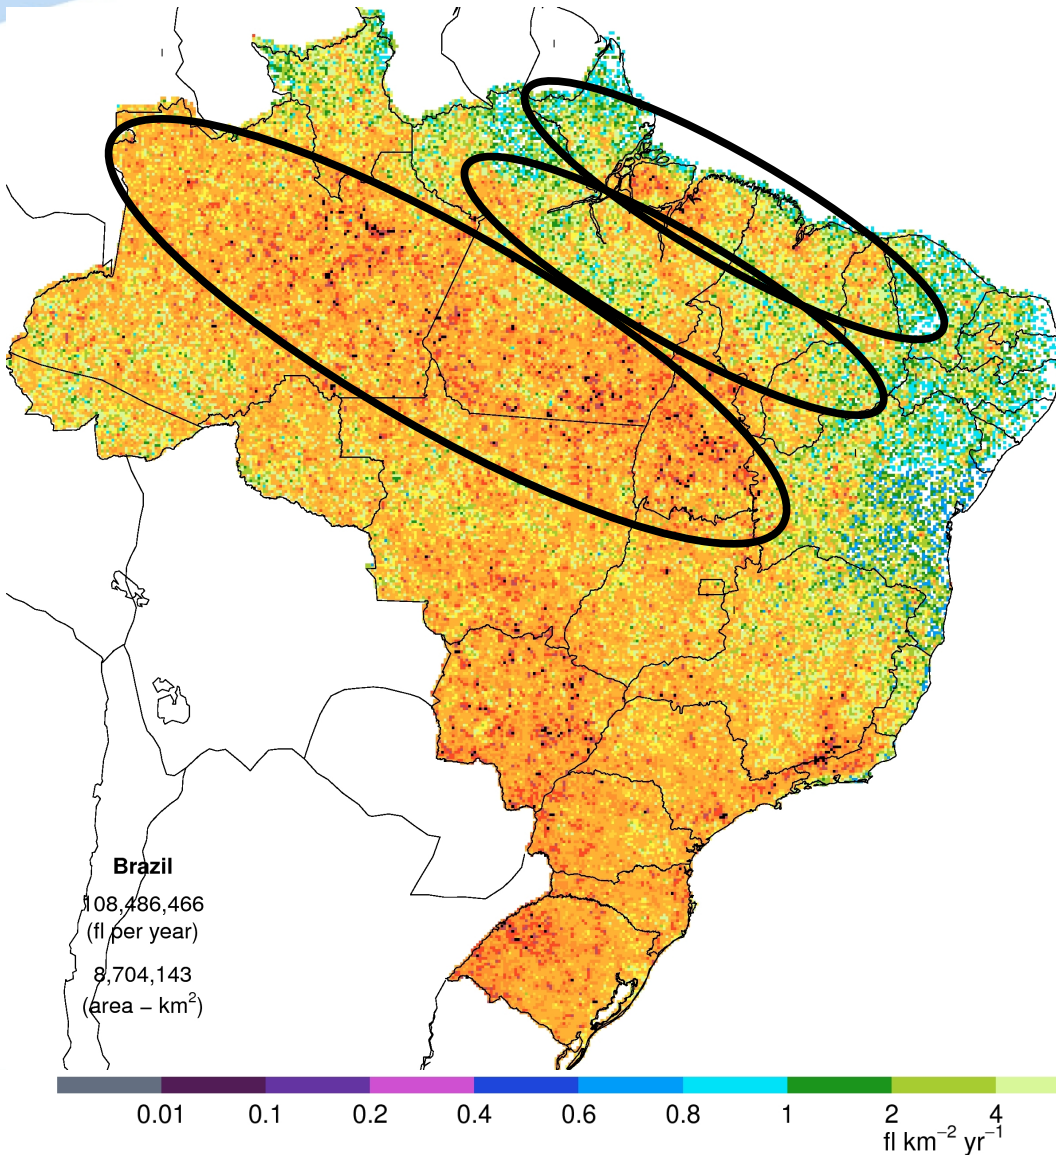 Brazil
108,486,466
(fl per year)
8,704,143
(area − km²)
0.01 0.1 0.2 0.4 0.6 0.8 1 2 4
fl km⁻² yr⁻¹